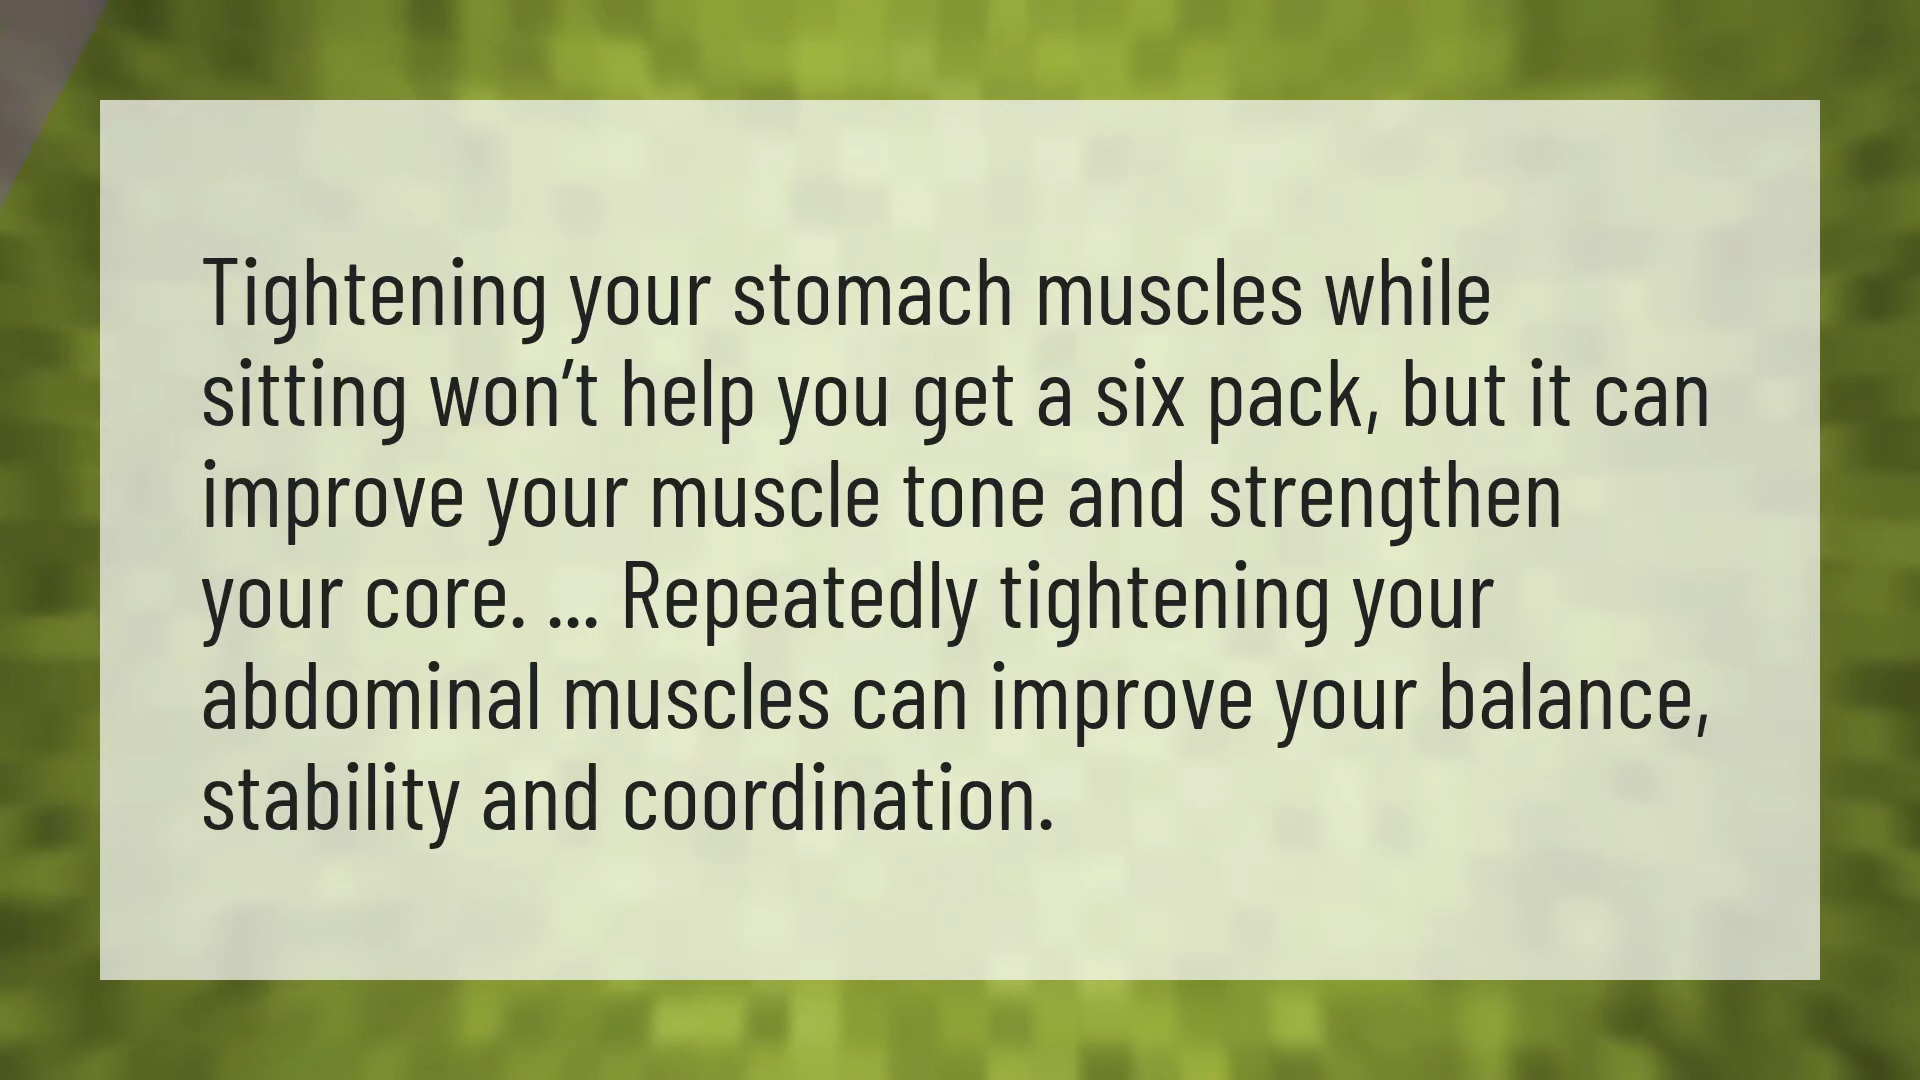 Tightening your stomach muscles while
sitting won’t help you get a six pack, but it can
improve your muscle tone and strengthen
your core. ... Repeatedly tightening your
abdominal muscles can improve your balance,
stability and coordination.